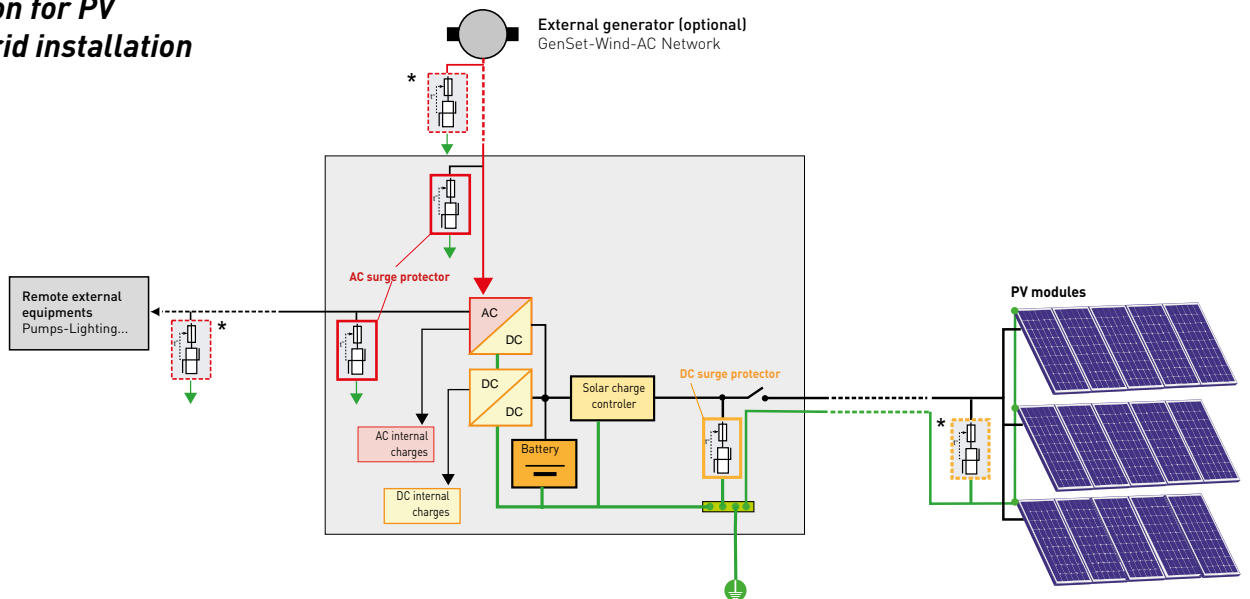 on for PV
rid installation
External generator (optional)
GenSet-Wind-AC Network
*
AC surge protector
Remote external
equipments
Pumps-Lighting...
*
AC
DC
DC
DC
AC internal
charges
DC internal
charges
Battery
Solar charge
controler
DC surge protector
*
PV modules